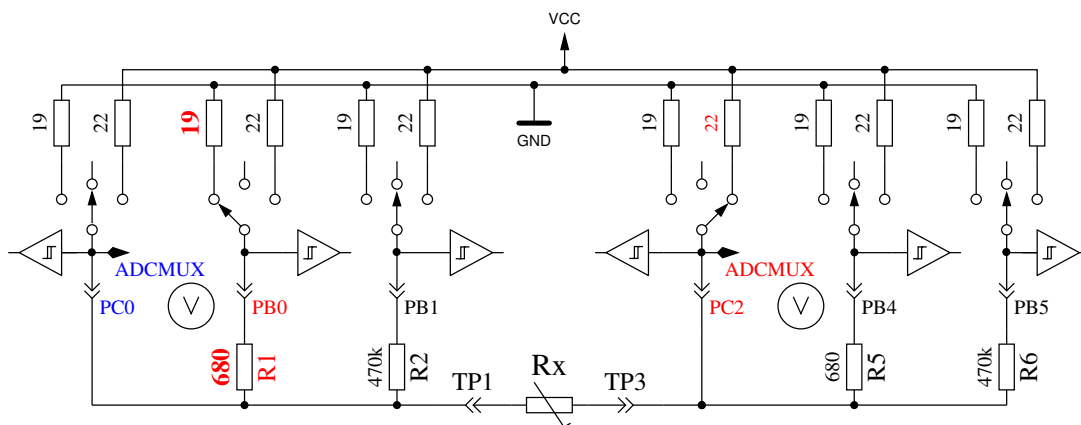 VCC
19
22
19
22
19
22
GND
19
22
19
22
19
22
ADCMUX
ADCMUX
PC0
V
PB0
PB1
PC2
V
PB4
PB5
680
R1
470k
R2
TP1
Rx
TP3
680
R5
470k
R6